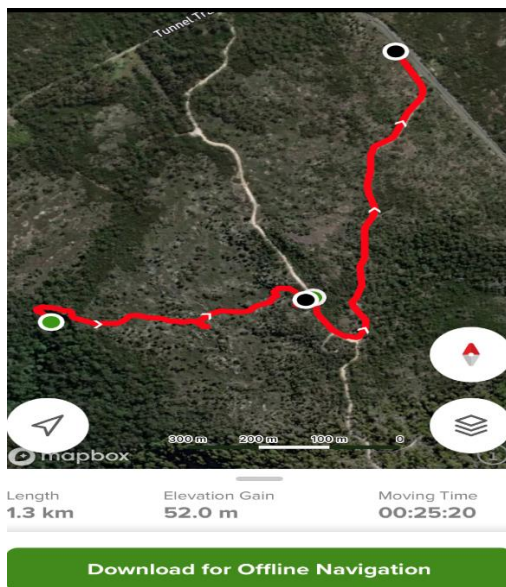 Tunnel Tra
300 m 200 m 100 m 0
mapbox
Length Elevation Gain Moving Time
1.3 km 52.0 m 00:25:20
Download for Offline Navigation